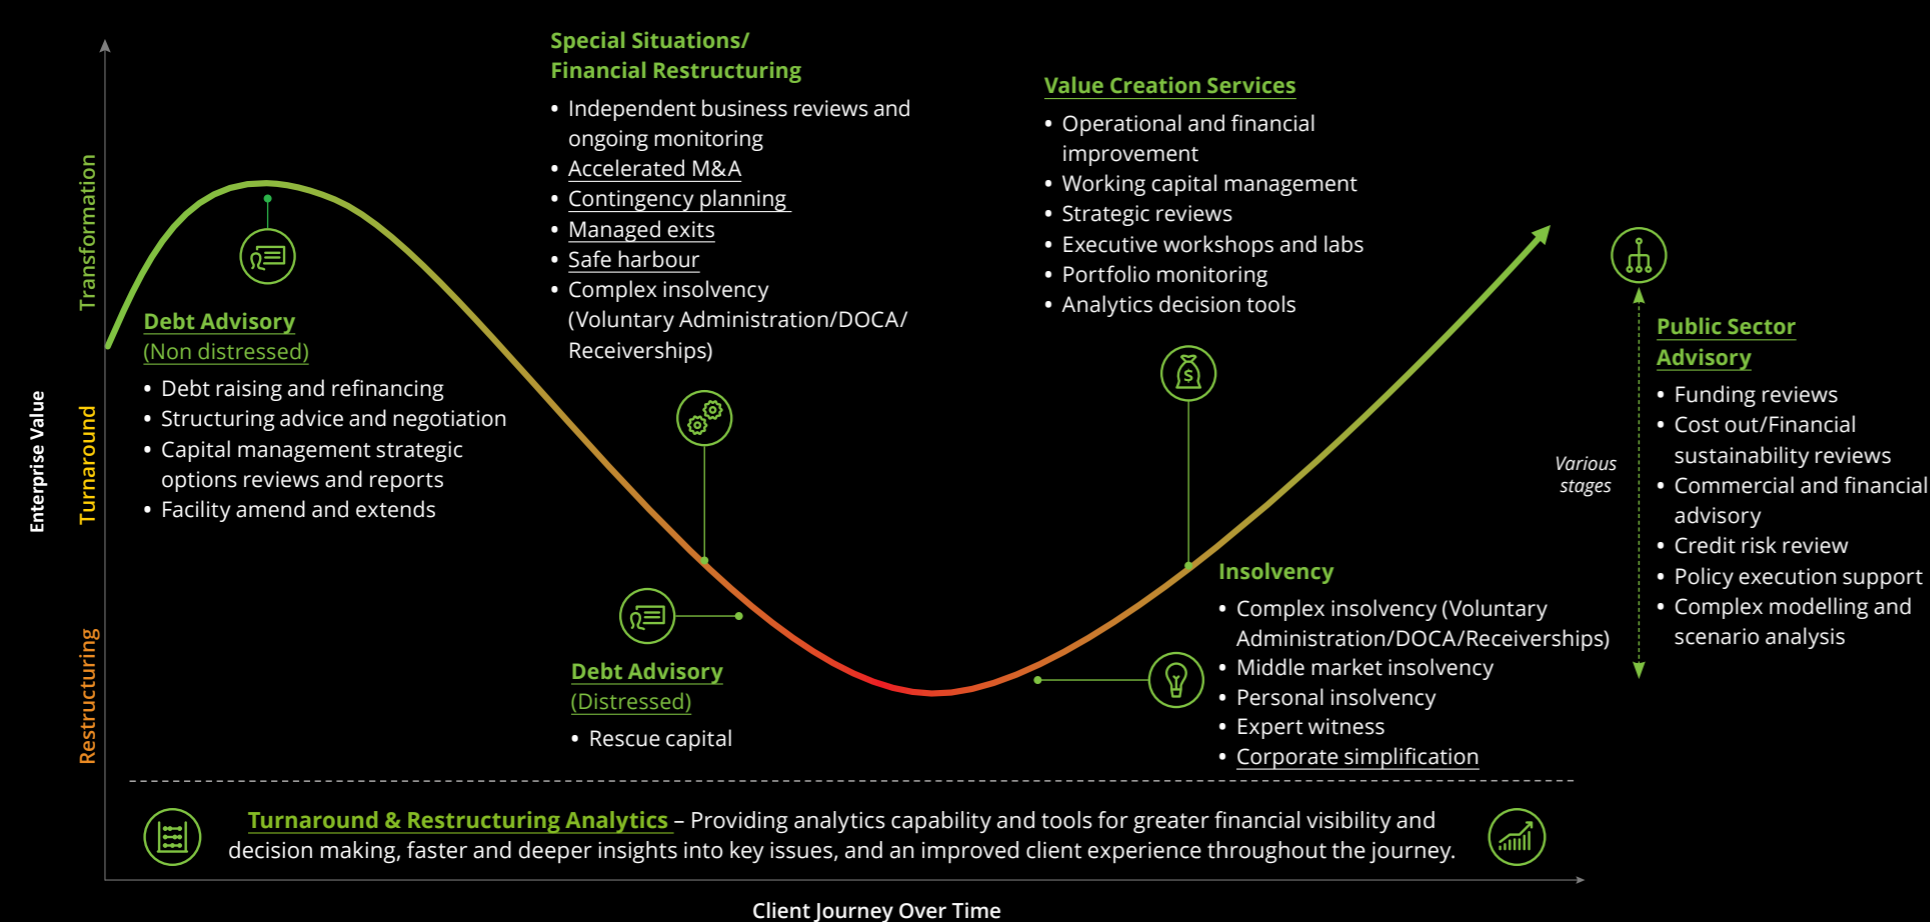 Enterprise Value
Transformation
Turnaround
Restructuring
Debt Advisory
(Non distressed)
• Debt raising and refinancing
• Structuring advice and negotiation
• Capital management strategic
options reviews and reports
• Facility amend and extends
Special Situations/
Financial Restructuring
• Independent business reviews and
ongoing monitoring
• Accelerated M&A
• Contingency planning
• Managed exits
• Safe harbour
• Complex insolvency
(Voluntary Administration/DOCA/
Receiverships)
Debt Advisory
(Distressed)
• Rescue capital
Value Creation Services
• Operational and financial
improvement
• Working capital management
• Strategic reviews
• Executive workshops and labs
• Portfolio monitoring
• Analytics decision tools
$
Insolvency
• Complex insolvency (Voluntary
Administration/DOCA/Receiverships)
• Middle market insolvency
• Personal insolvency
• Expert witness
• Corporate simplification
Various
stages
Public Sector
Advisory
• Funding reviews
• Cost out/Financial
sustainability reviews
• Commercial and financial
advisory
• Credit risk review
• Policy execution support
• Complex modelling and
scenario analysis
Turnaround & Restructuring Analytics – Providing analytics capability and tools for greater financial visibility and
decision making, faster and deeper insights into key issues, and an improved client experience throughout the journey.
Client Journey Over Time